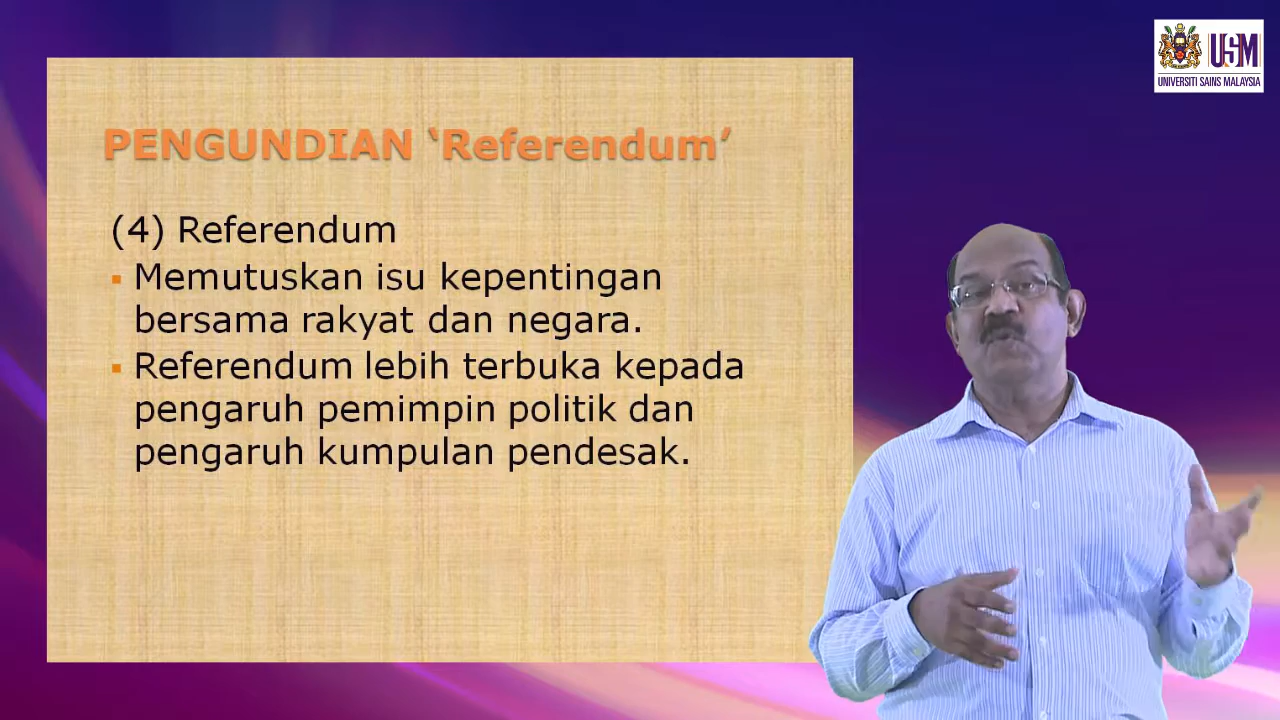 USM
UNIVERSITI SAINS MALAYSIA
PENGUNDIAN ‘Referendum’
(4) Referendum
▪ Memutuskan isu kepentingan
bersama rakyat dan negara.
▪ Referendum lebih terbuka kepada
pengaruh pemimpin politik dan
pengaruh kumpulan pendesak.